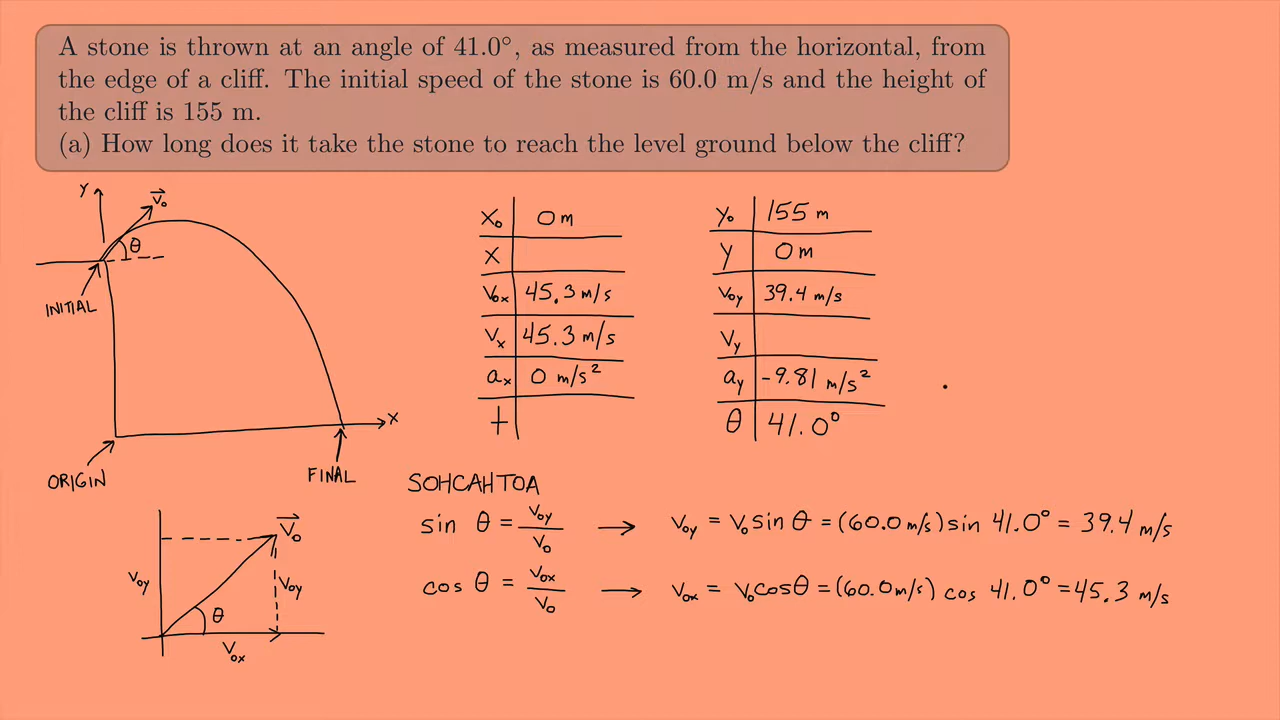 A stone is thrown at an angle of 41.0°, as measured from the horizontal, from
the edge of a cliff. The initial speed of the stone is 60.0 m/s and the height of
the cliff is 155 m.
(a) How long does it take the stone to reach the level ground below the cliff?
Y
V⃗₀
θ
INITIAL
X
ORIGIN
FINAL
X₀ 0 m
X
V₀ₓ 45.3 m/s
Vₓ 45.3 m/s
aₓ 0 m/s²
t
y₀ 155 m
y 0 m
V₀y 39.4 m/s
Vy
ay -9.81 m/s²
θ 41.0°
SOHCAHTOA
sin θ = V₀y/V₀ → V₀y = V₀ sin θ = (60.0 m/s) sin 41.0° = 39.4 m/s
cos θ = V₀ₓ/V₀ → V₀ₓ = V₀ cos θ = (60.0 m/s) cos 41.0° = 45.3 m/s
V⃗₀
V₀y
V₀y
θ
V₀ₓ